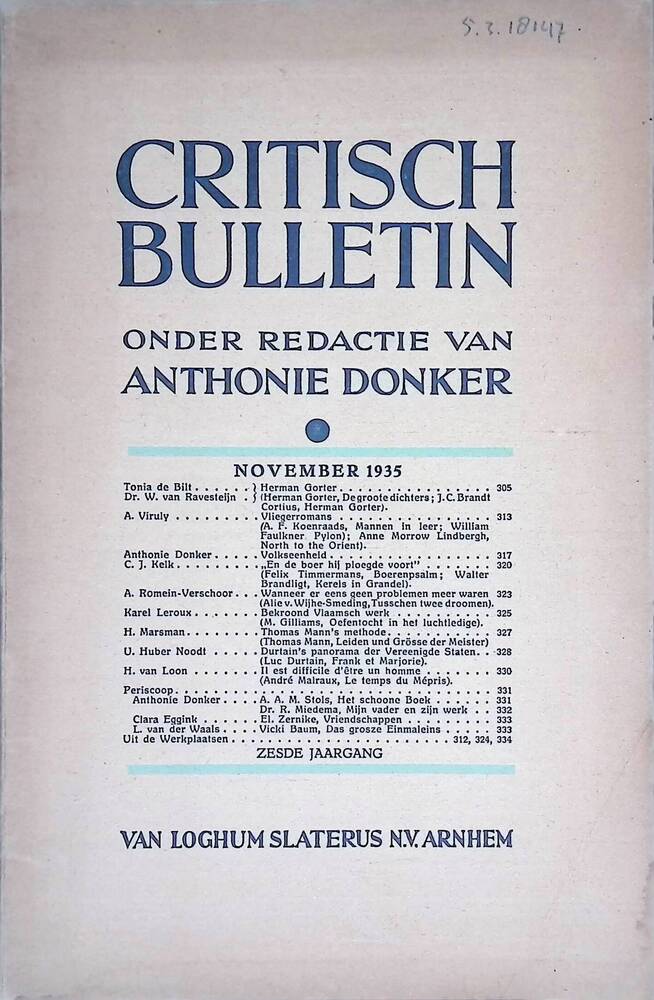 5.3.18147
CRITISCH
BULLETIN
ONDER REDACTIE VAN
ANTHONIE DONKER
NOVEMBER 1935
Tonia de Bilt . . . . . . } Herman Gorter . . . . . . . . . . . . . . . . 305
Dr. W. van Ravesteijn . } (Herman Gorter, De groote dichters; J. C. Brandt
Cortius, Herman Gorter).
A. Viruly . . . . . . . . . Vliegerromans . . . . . . . . . . . . . . . . 313
(A. F. Koenraads, Mannen in leer; William
Faulkner Pylon); Anne Morrow Lindbergh,
North to the Orient).
Anthonie Donker . . . . . Volkseenheid . . . . . . . . . . . . . . . . . 317
C. J. Kelk . . . . . . . . . „En de boer hij ploegde voort” . . . . . . . 320
(Felix Timmermans, Boerenpsalm; Walter
Brandligt, Kerels in Grandel).
A. Romein-Verschoor . . . Wanneer er eens geen problemen meer waren 323
(Alie v. Wijhe-Smeding, Tusschen twee droomen).
Karel Leroux . . . . . . . Bekroond Vlaamsch werk . . . . . . . . . . 325
(M. Gilliams, Oefentocht in het luchtledige).
H. Marsman . . . . . . . . Thomas Mann's methode . . . . . . . . . . . 327
(Thomas Mann, Leiden und Grösse der Meister)
U. Huber Noodt . . . . . Durtain's panorama der Vereenigde Staten . . 328
(Luc Durtain, Frank et Marjorie).
H. van Loon . . . . . . . Il est difficile d'être un homme . . . . . . . 330
(André Malraux, Le temps du Mépris).
Periscoop . . . . . . . . . . . . . . . . . . . . . . . . . . . . . . . . 331
Anthonie Donker . . . . A. A. M. Stols, Het schoone Boek . . . . . . 331
Dr. R. Miedema, Mijn vader en zijn werk . . 332
Clara Eggink . . . . . . El. Zernike, Vriendschappen . . . . . . . . . 333
L. van der Waals . . . . Vicki Baum, Das grosze Einmaleins . . . . . 333
Uit de Werkplaatsen . . . . . . . . . . . . . . . . . . . . 312, 324, 334
ZESDE JAARGANG
VAN LOGHUM SLATERUS N.V. ARNHEM